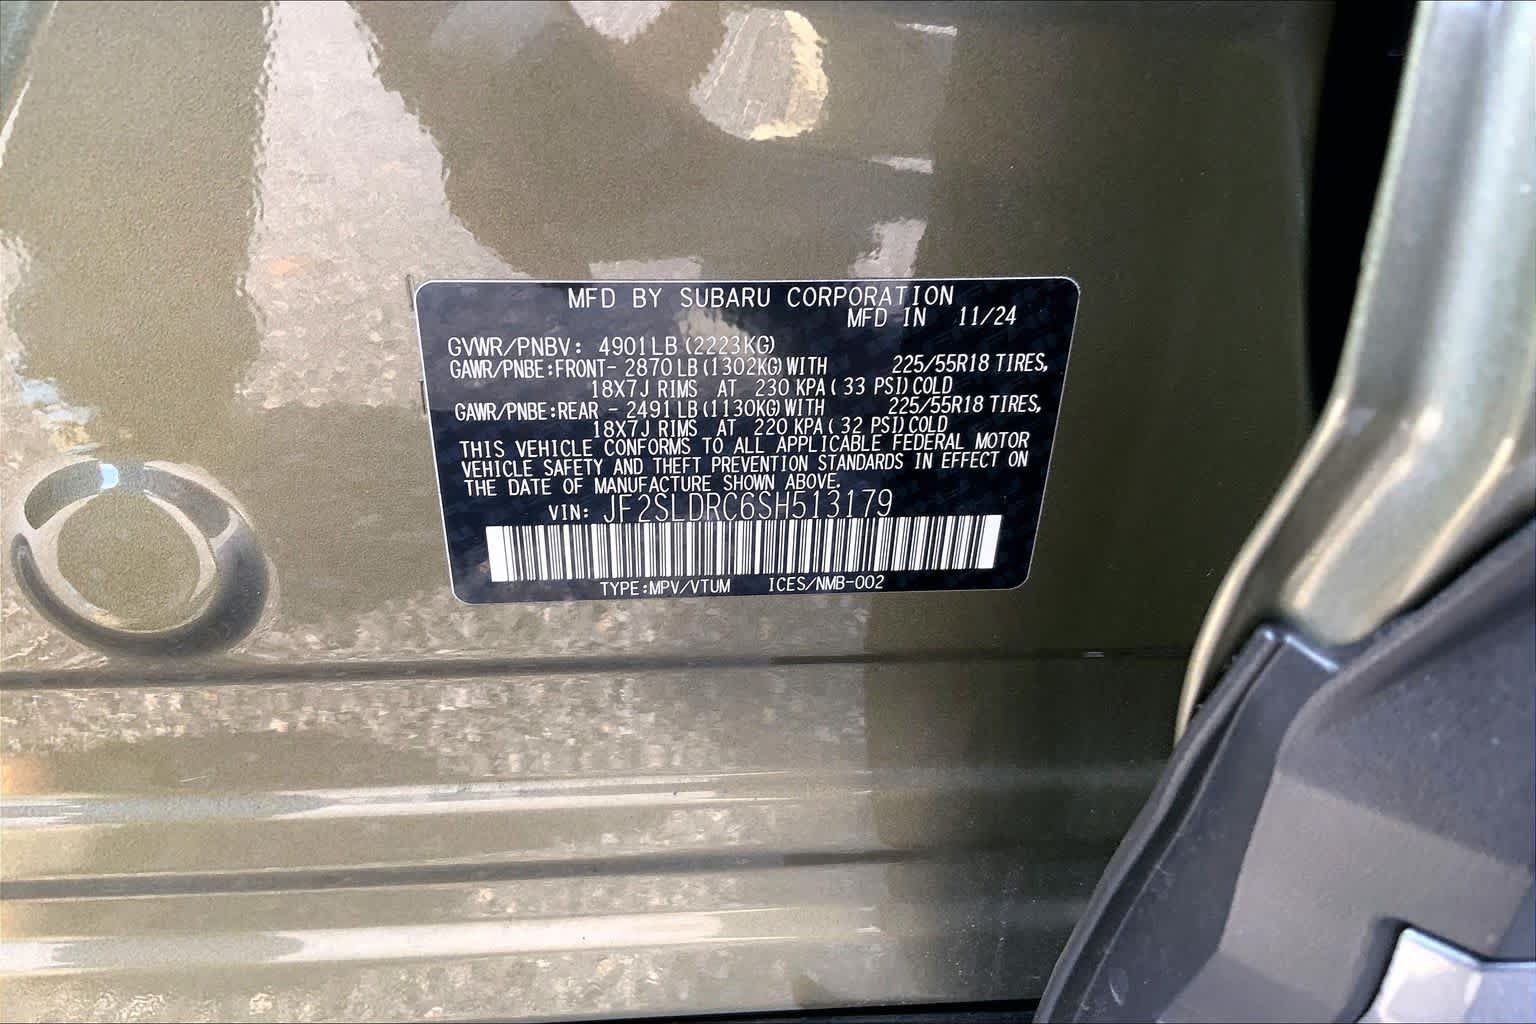 MFD BY SUBARU CORPORATION
MFD IN 11/24
GVWR/PNBV: 4901LB(2223KG)
GAWR/PNBE:FRONT- 2870 LB(1302KG)WITH 225/55R18 TIRES,
18X7J RIMS AT 230 KPA( 33 PSI)COLD
GAWR/PNBE:REAR - 2491 LB(1130KG)WITH 225/55R18 TIRES,
18X7J RIMS AT 220 KPA( 32 PSI)COLD
THIS VEHICLE CONFORMS TO ALL APPLICABLE FEDERAL MOTOR
VEHICLE SAFETY AND THEFT PREVENTION STANDARDS IN EFFECT ON
THE DATE OF MANUFACTURE SHOWN ABOVE.
VIN: JF2SLDRC6SH513179
TYPE:MPV/VTUM ICES/NMB-002